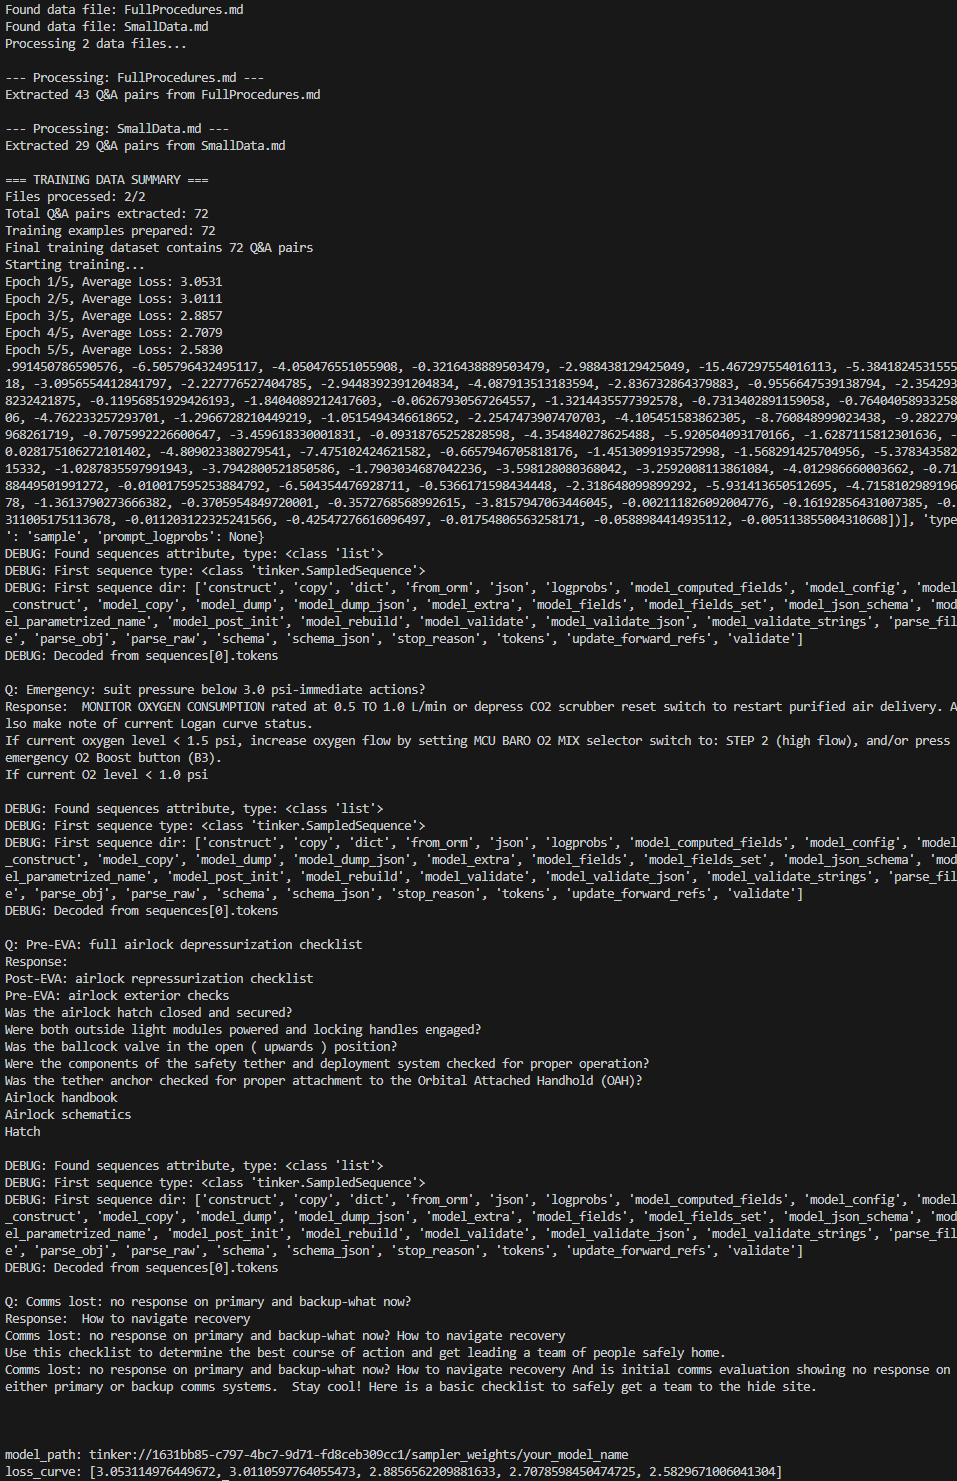 Found data file: FullProcedures.md
Found data file: SmallData.md
Processing 2 data files...
--- Processing: FullProcedures.md ---
Extracted 43 Q&A pairs from FullProcedures.md
--- Processing: SmallData.md ---
Extracted 29 Q&A pairs from SmallData.md
=== TRAINING DATA SUMMARY ===
Files processed: 2/2
Total Q&A pairs extracted: 72
Training examples prepared: 72
Final training dataset contains 72 Q&A pairs
Starting training...
Epoch 1/5, Average Loss: 3.0531
Epoch 2/5, Average Loss: 3.0111
Epoch 3/5, Average Loss: 2.8857
Epoch 4/5, Average Loss: 2.7079
Epoch 5/5, Average Loss: 2.5830
.991450786590576, -6.505796432495117, -4.050476551055908, -0.3216438889503479, -2.988438129425049, -15.467297554016113, -5.3841824531555
18, -3.0956554412841797, -2.227776527404785, -2.9448392391204834, -4.087913513183594, -2.836732864379883, -0.9556647539138794, -2.354293
8232421875, -0.11956851929426193, -1.8404089212417603, -0.06267930567264557, -1.3214435577392578, -0.7313402891159058, -0.76404058933258
06, -4.762233257293701, -1.2966728210449219, -1.0515494346618652, -2.2547473907470703, -4.105451583862305, -8.760848999023438, -9.282279
968261719, -0.7075992226600647, -3.459618330001831, -0.09318765252828598, -4.354840278625488, -5.920504093170166, -1.6287115812301636, -
0.028175106272101402, -4.809023380279541, -7.475102424621582, -0.6657946705818176, -1.4513099193572998, -1.568291425704956, -5.378343582
15332, -1.0287835597991943, -3.7942800521850586, -1.7903034687042236, -3.598128080368042, -3.2592008113861084, -4.012986660003662, -0.71
88449501991272, -0.010017595253884792, -6.504354476928711, -0.5366171598434448, -2.318648099899292, -5.931413650512695, -4.7158102989196
78, -1.3613790273666382, -0.3705954849720001, -0.3572768568992615, -3.8157947063446045, -0.002111826092004776, -0.16192856431007385, -0.
311005175113678, -0.011203122325241566, -0.42547276616096497, -0.01754806563258171, -0.0588984414935112, -0.005113855004310608])], 'type
': 'sample', 'prompt_logprobs': None}
DEBUG: Found sequences attribute, type: <class 'list'>
DEBUG: First sequence type: <class 'tinker.SampledSequence'>
DEBUG: First sequence dir: ['construct', 'copy', 'dict', 'from_orm', 'json', 'logprobs', 'model_computed_fields', 'model_config', 'model
_construct', 'model_copy', 'model_dump', 'model_dump_json', 'model_extra', 'model_fields', 'model_fields_set', 'model_json_schema', 'mod
el_parametrized_name', 'model_post_init', 'model_rebuild', 'model_validate', 'model_validate_json', 'model_validate_strings', 'parse_fil
e', 'parse_obj', 'parse_raw', 'schema', 'schema_json', 'stop_reason', 'tokens', 'update_forward_refs', 'validate']
DEBUG: Decoded from sequences[0].tokens
Q: Emergency: suit pressure below 3.0 psi-immediate actions?
Response:  MONITOR OXYGEN CONSUMPTION rated at 0.5 TO 1.0 L/min or depress CO2 scrubber reset switch to restart purified air delivery. A
lso make note of current Logan curve status.
If current oxygen level < 1.5 psi, increase oxygen flow by setting MCU BARO O2 MIX selector switch to: STEP 2 (high flow), and/or press
emergency O2 Boost button (B3).
If current O2 level < 1.0 psi
DEBUG: Found sequences attribute, type: <class 'list'>
DEBUG: First sequence type: <class 'tinker.SampledSequence'>
DEBUG: First sequence dir: ['construct', 'copy', 'dict', 'from_orm', 'json', 'logprobs', 'model_computed_fields', 'model_config', 'model
_construct', 'model_copy', 'model_dump', 'model_dump_json', 'model_extra', 'model_fields', 'model_fields_set', 'model_json_schema', 'mod
el_parametrized_name', 'model_post_init', 'model_rebuild', 'model_validate', 'model_validate_json', 'model_validate_strings', 'parse_fil
e', 'parse_obj', 'parse_raw', 'schema', 'schema_json', 'stop_reason', 'tokens', 'update_forward_refs', 'validate']
DEBUG: Decoded from sequences[0].tokens
Q: Pre-EVA: full airlock depressurization checklist
Response:
Post-EVA: airlock repressurization checklist
Pre-EVA: airlock exterior checks
Was the airlock hatch closed and secured?
Were both outside light modules powered and locking handles engaged?
Was the ballcock valve in the open ( upwards ) position?
Were the components of the safety tether and deployment system checked for proper operation?
Was the tether anchor checked for proper attachment to the Orbital Attached Handhold (OAH)?
Airlock handbook
Airlock schematics
Hatch
DEBUG: Found sequences attribute, type: <class 'list'>
DEBUG: First sequence type: <class 'tinker.SampledSequence'>
DEBUG: First sequence dir: ['construct', 'copy', 'dict', 'from_orm', 'json', 'logprobs', 'model_computed_fields', 'model_config', 'model
_construct', 'model_copy', 'model_dump', 'model_dump_json', 'model_extra', 'model_fields', 'model_fields_set', 'model_json_schema', 'mod
el_parametrized_name', 'model_post_init', 'model_rebuild', 'model_validate', 'model_validate_json', 'model_validate_strings', 'parse_fil
e', 'parse_obj', 'parse_raw', 'schema', 'schema_json', 'stop_reason', 'tokens', 'update_forward_refs', 'validate']
DEBUG: Decoded from sequences[0].tokens
Q: Comms lost: no response on primary and backup-what now?
Response:  How to navigate recovery
Comms lost: no response on primary and backup-what now? How to navigate recovery
Use this checklist to determine the best course of action and get leading a team of people safely home.
Comms lost: no response on primary and backup-what now? How to navigate recovery And is initial comms evaluation showing no response on
either primary or backup comms systems.  Stay cool! Here is a basic checklist to safely get a team to the hide site.
model_path: tinker://1631bb85-c797-4bc7-9d71-fd8ceb309cc1/sampler_weights/your_model_name
loss_curve: [3.053114976449672, 3.0110597764055473, 2.8856562209881633, 2.7078598450474725, 2.5829671006041304]